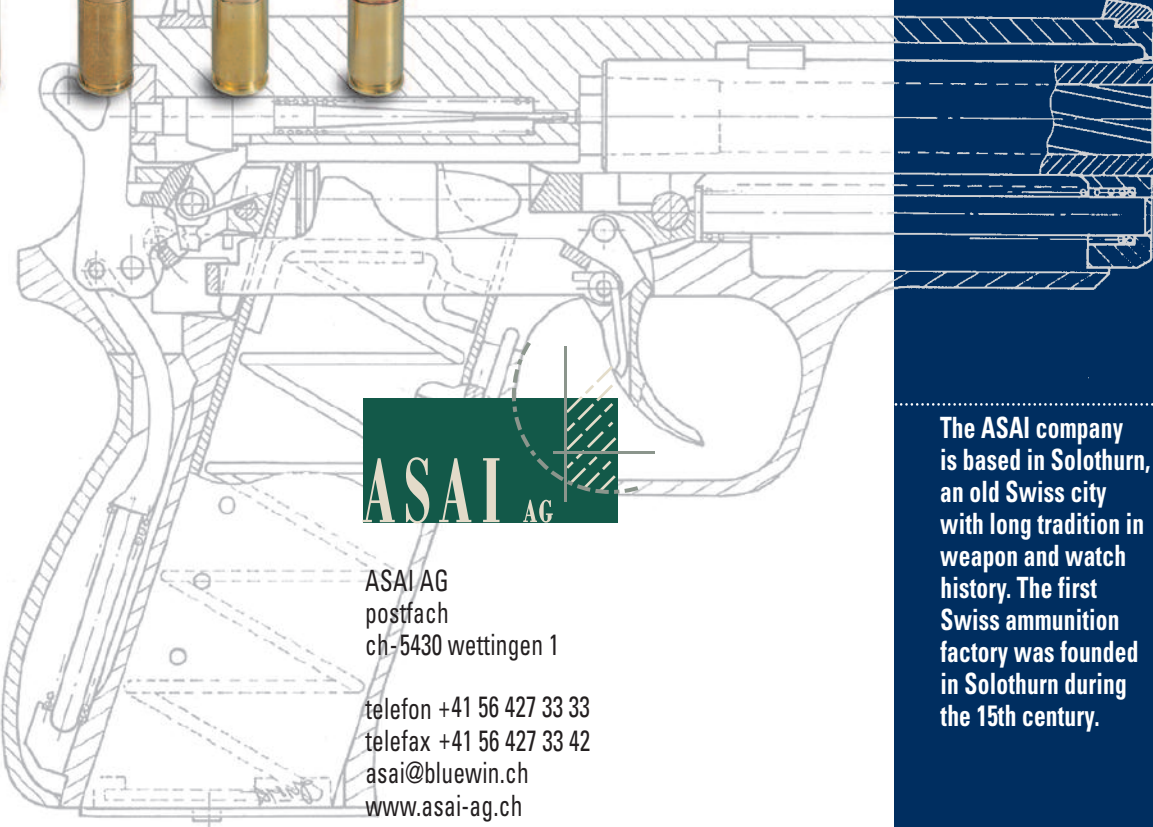 ASAI AG
ASAI AG
postfach
ch-5430 wettingen 1
telefon +41 56 427 33 33
telefax +41 56 427 33 42
asai@bluewin.ch
www.asai-ag.ch
The ASAI company
is based in Solothurn,
an old Swiss city
with long tradition in
weapon and watch
history. The first
Swiss ammunition
factory was founded
in Solothurn during
the 15th century.